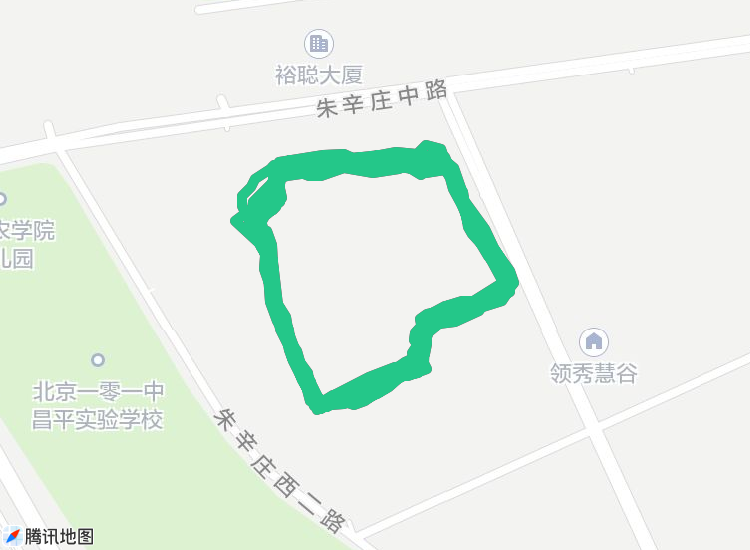 裕聪大厦
朱辛庄中路
农学院
儿园
领秀慧谷
北京一零一中
昌平实验学校
朱辛庄西二路
腾讯地图